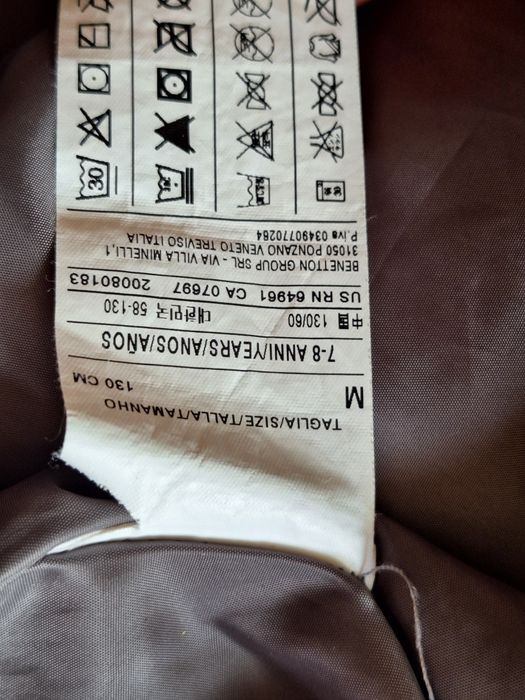 TAGLIA/SIZE/TALLA/TAMANHO
M 130 CM
7-8 ANNI/YEARS/ANOS/AÑOS
中國 130/60 대한민국 58-130
US RN 64961 CA 07697 20080183
BENETTON GROUP SRL - VIA VILLA MINELLI,1
31050 PONZANO VENETO TREVISO ITALIA
P.iva 03490770264
30